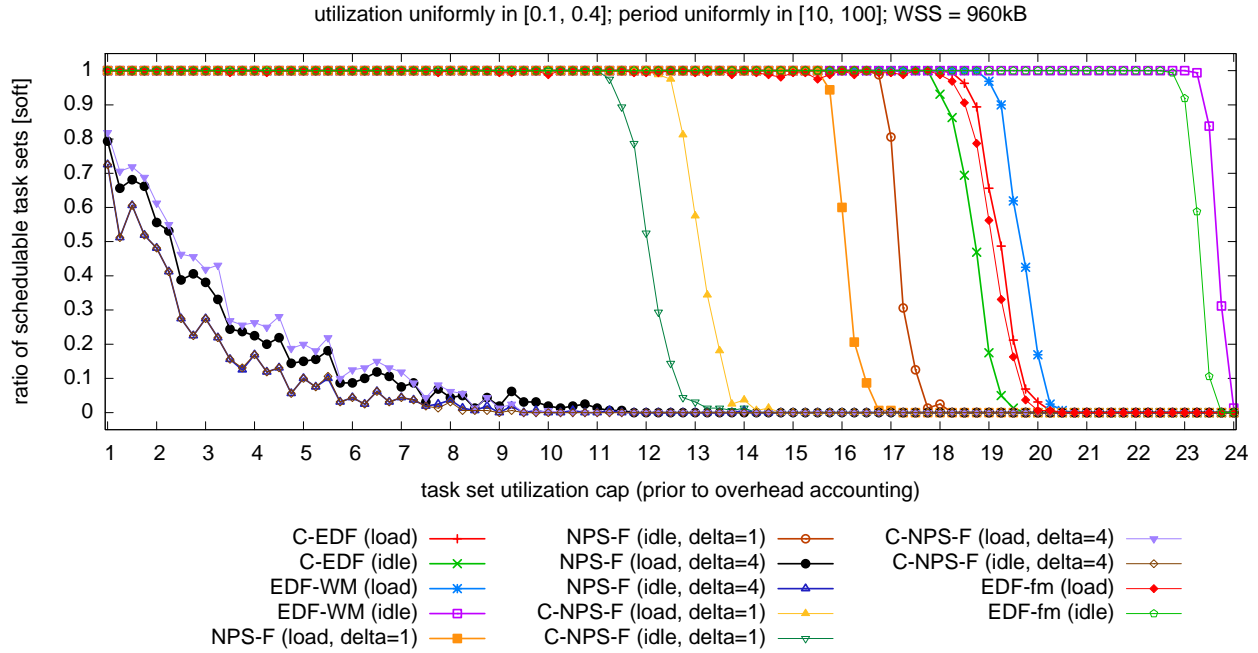 utilization uniformly in [0.1, 0.4]; period uniformly in [10, 100]; WSS = 960kB
ratio of schedulable task sets [soft]
1
0.9
0.8
0.7
0.6
0.5
0.4
0.3
0.2
0.1
0
1 2 3 4 5 6 7 8 9 10 11 12 13 14 15 16 17 18 19 20 21 22 23 24
task set utilization cap (prior to overhead accounting)
C-EDF (load)
C-EDF (idle)
EDF-WM (load)
EDF-WM (idle)
NPS-F (load, delta=1)
NPS-F (idle, delta=1)
NPS-F (load, delta=4)
NPS-F (idle, delta=4)
C-NPS-F (load, delta=1)
C-NPS-F (idle, delta=1)
C-NPS-F (load, delta=4)
C-NPS-F (idle, delta=4)
EDF-fm (load)
EDF-fm (idle)